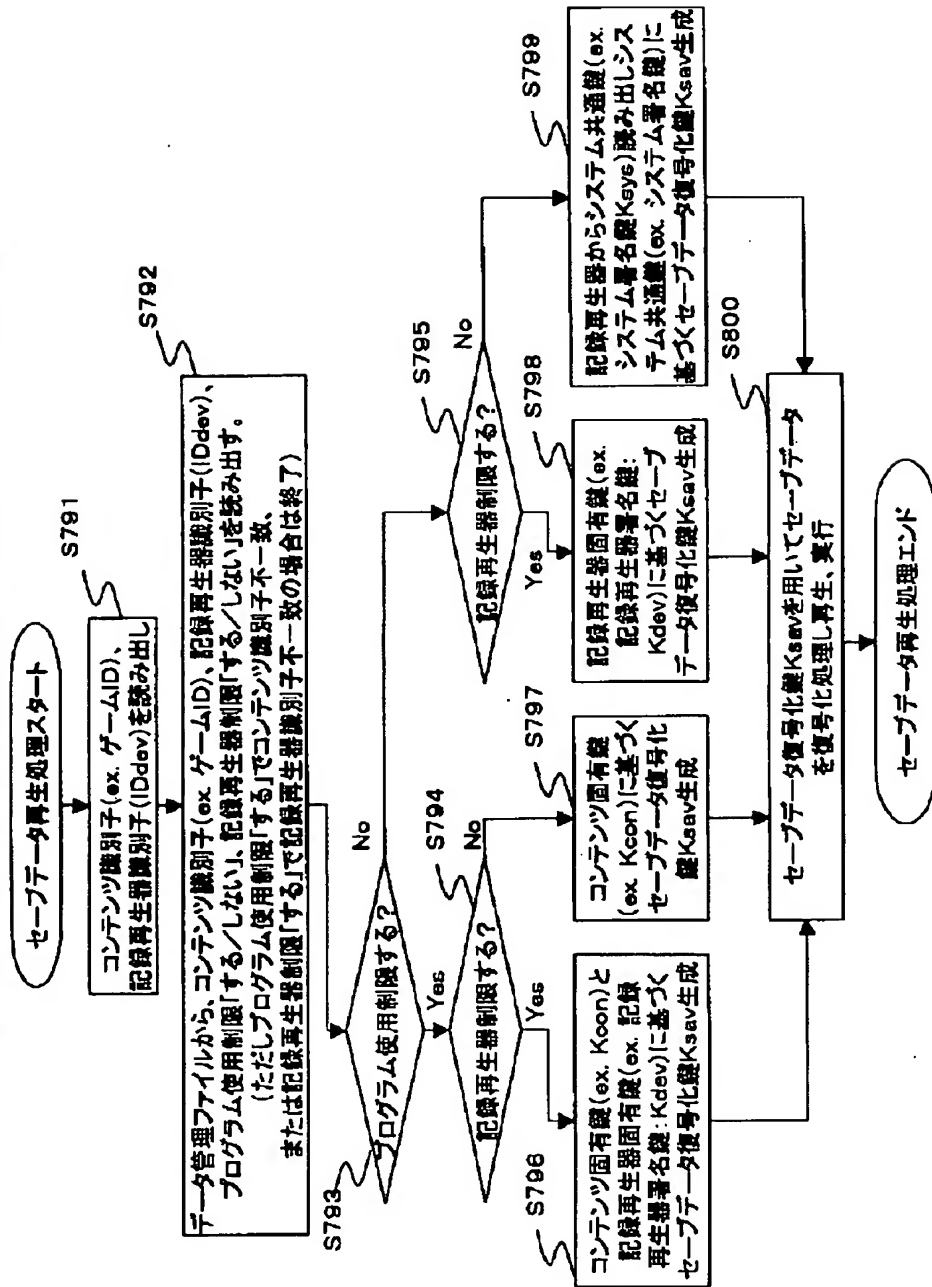 セーブデータ再生処理スタート
S791
コンテンツ識別子(ex. ゲームID)、
記録再生器識別子(IDdev)を読み出し
S792
データ管理ファイルから、コンテンツ識別子(ex. ゲームID)、記録再生器識別子(IDdev)、
プログラム使用制限「する/しない」、記録再生器制限「する/しない」を読み出す。
(ただしプログラム使用制限「する」でコンテンツ識別子不一致、
または記録再生器制限「する」で記録再生器識別子不一致の場合は終了)
S793
プログラム使用制限する?
No
Yes
S794
記録再生器制限する?
No
Yes
S795
記録再生器制限する?
No
Yes
S796
コンテンツ固有鍵(ex. Kcon)と
記録再生器固有鍵(ex. 記録
再生器署名鍵:Kdev)に基づく
セーブデータ復号化鍵Ksav生成
S797
コンテンツ固有鍵
(ex. Kcon)に基づく
セーブデータ復号化
鍵Ksav生成
S798
記録再生器固有鍵(ex.
記録再生器署名鍵:
Kdev)に基づくセーブ
データ復号化鍵Ksav生成
S799
記録再生器からシステム共通鍵(ex.
システム署名鍵Ksys)読み出しシス
テム共通鍵(ex. システム署名鍵)に
基づくセーブデータ復号化鍵Ksav生成
S800
セーブデータ復号化鍵Ksavを用いてセーブデータ
を復号化処理し再生、実行
セーブデータ再生処理エンド